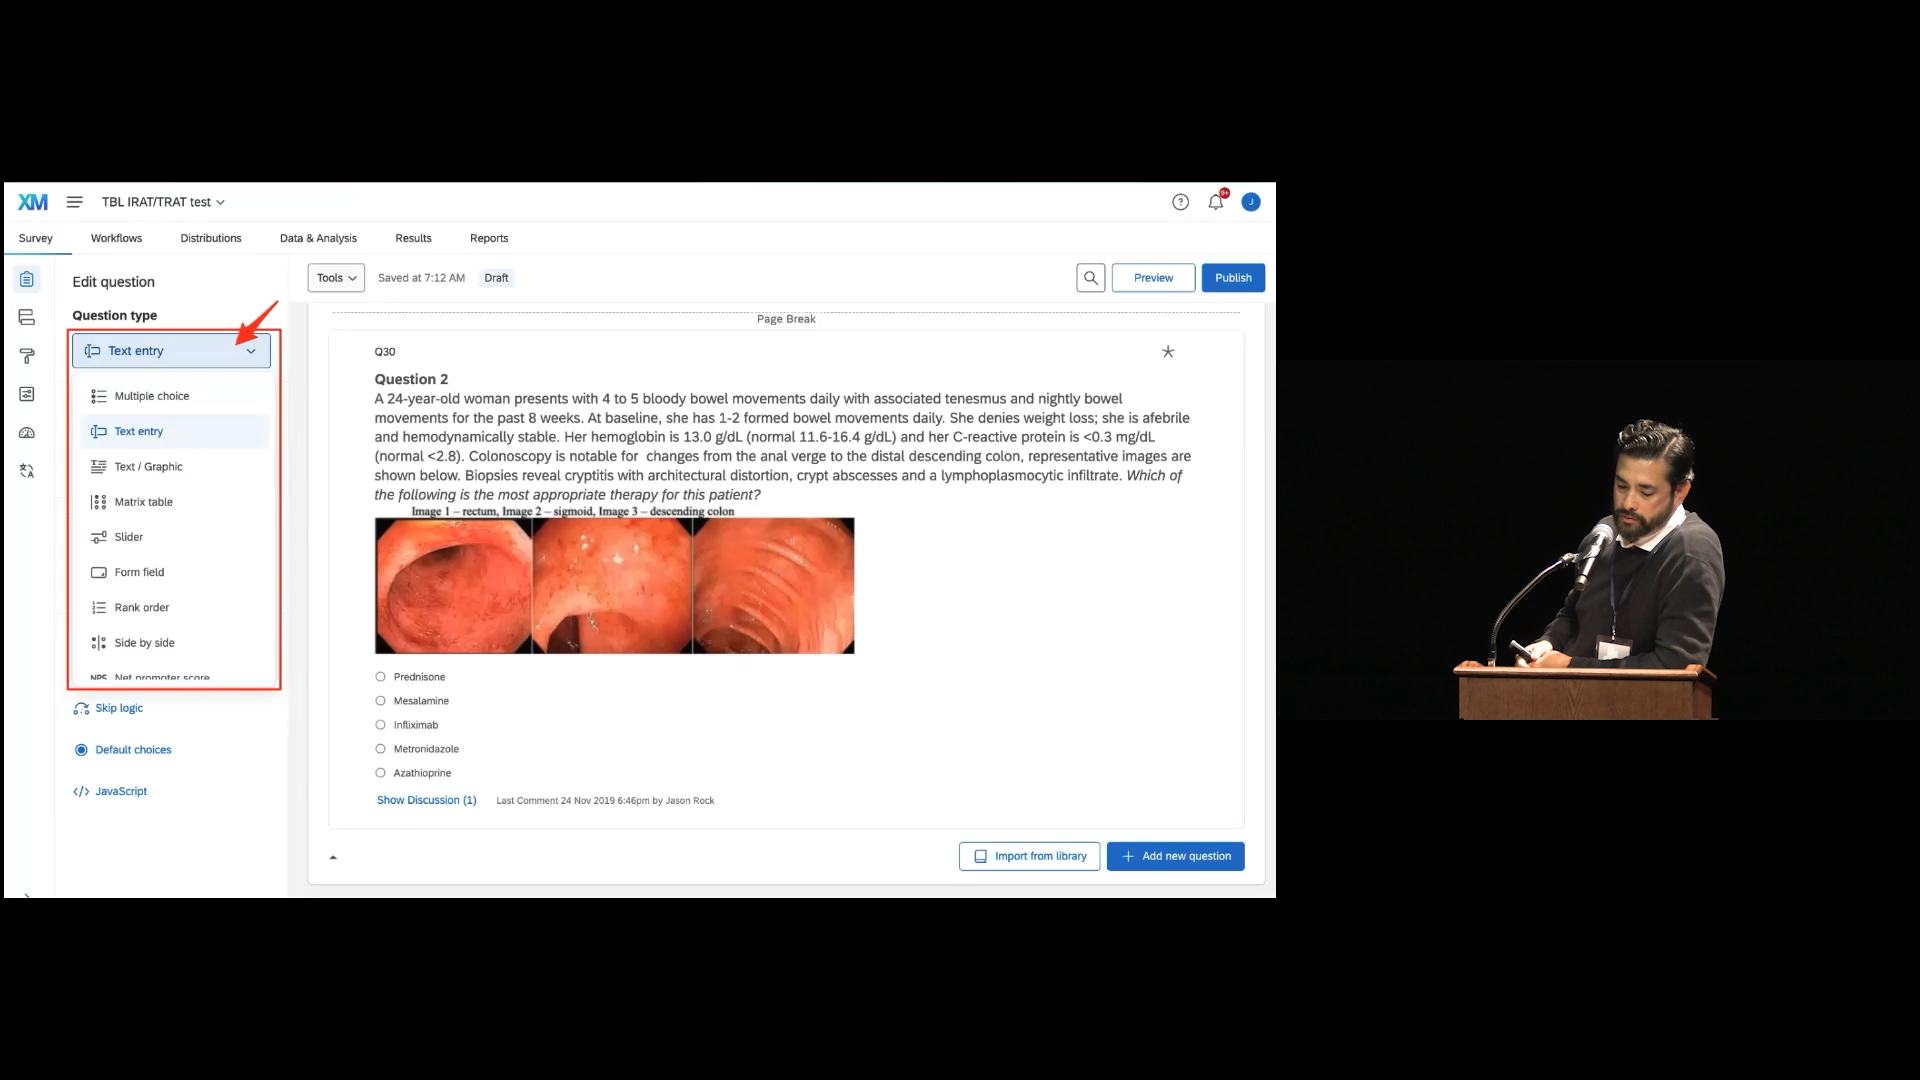 XM
TBL IRAT/TRAT test
?
9+
J
Survey
Workflows
Distributions
Data & Analysis
Results
Reports
Edit question
Tools
Saved at 7:12 AM
Draft
Preview
Publish
Question type
Text entry
Multiple choice
Text entry
Text / Graphic
Matrix table
Slider
Form field
Rank order
Side by side
NPS Net promoter score
Skip logic
Default choices
</> JavaScript
Page Break
Q30
Question 2
A 24-year-old woman presents with 4 to 5 bloody bowel movements daily with associated tenesmus and nightly bowel
movements for the past 8 weeks. At baseline, she has 1-2 formed bowel movements daily. She denies weight loss; she is afebrile
and hemodynamically stable. Her hemoglobin is 13.0 g/dL (normal 11.6-16.4 g/dL) and her C-reactive protein is <0.3 mg/dL
(normal <2.8). Colonoscopy is notable for changes from the anal verge to the distal descending colon, representative images are
shown below. Biopsies reveal cryptitis with architectural distortion, crypt abscesses and a lymphoplasmocytic infiltrate. Which of
the following is the most appropriate therapy for this patient?
Image 1 – rectum, Image 2 – sigmoid, Image 3 – descending colon
Prednisone
Mesalamine
Infliximab
Metronidazole
Azathioprine
Show Discussion (1)
Last Comment 24 Nov 2019 6:46pm by Jason Rock
Import from library
+ Add new question